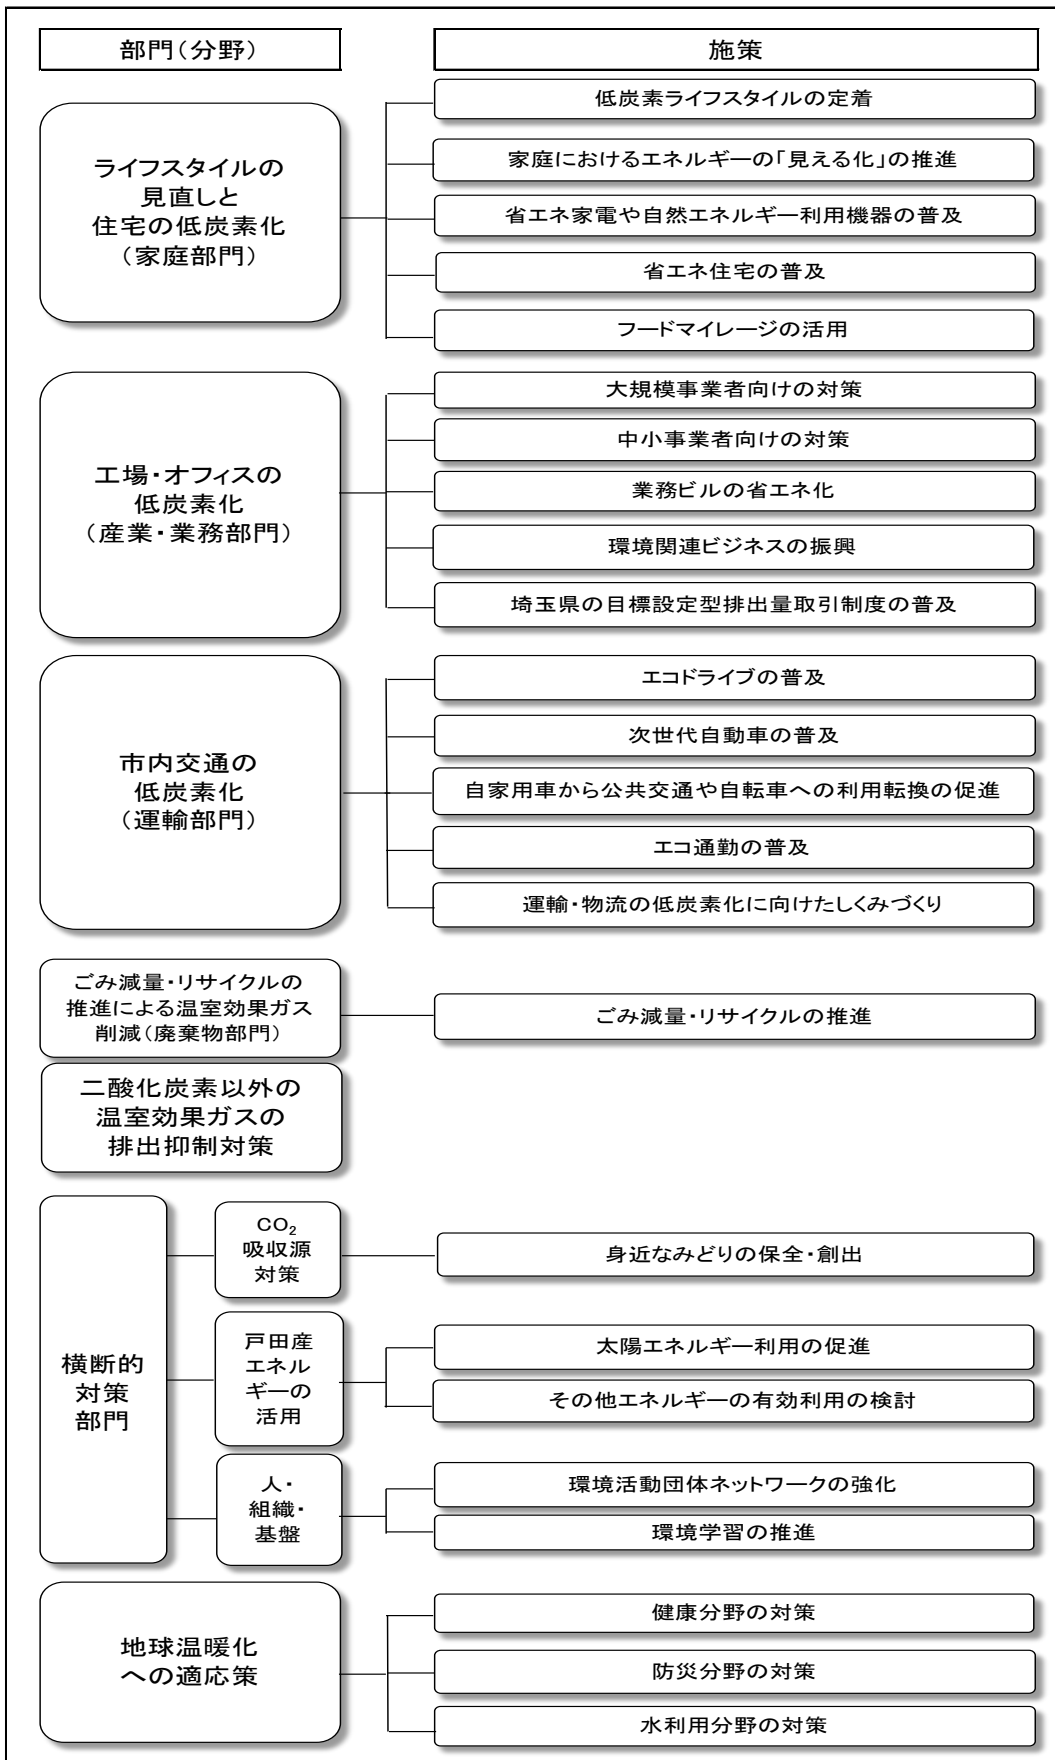 部門(分野)
施策
ライフスタイルの
見直しと
住宅の低炭素化
(家庭部門)
低炭素ライフスタイルの定着
家庭におけるエネルギーの「見える化」の推進
省エネ家電や自然エネルギー利用機器の普及
省エネ住宅の普及
フードマイレージの活用
工場・オフィスの
低炭素化
(産業・業務部門)
大規模事業者向けの対策
中小事業者向けの対策
業務ビルの省エネ化
環境関連ビジネスの振興
埼玉県の目標設定型排出量取引制度の普及
市内交通の
低炭素化
(運輸部門)
エコドライブの普及
次世代自動車の普及
自家用車から公共交通や自転車への利用転換の促進
エコ通勤の普及
運輸・物流の低炭素化に向けたしくみづくり
ごみ減量・リサイクルの
推進による温室効果ガス
削減(廃棄物部門)
ごみ減量・リサイクルの推進
二酸化炭素以外の
温室効果ガスの
排出抑制対策
横断的
対策
部門
CO₂
吸収源
対策
身近なみどりの保全・創出
戸田産
エネル
ギーの
活用
太陽エネルギー利用の促進
その他エネルギーの有効利用の検討
人・
組織・
基盤
環境活動団体ネットワークの強化
環境学習の推進
地球温暖化
への適応策
健康分野の対策
防災分野の対策
水利用分野の対策